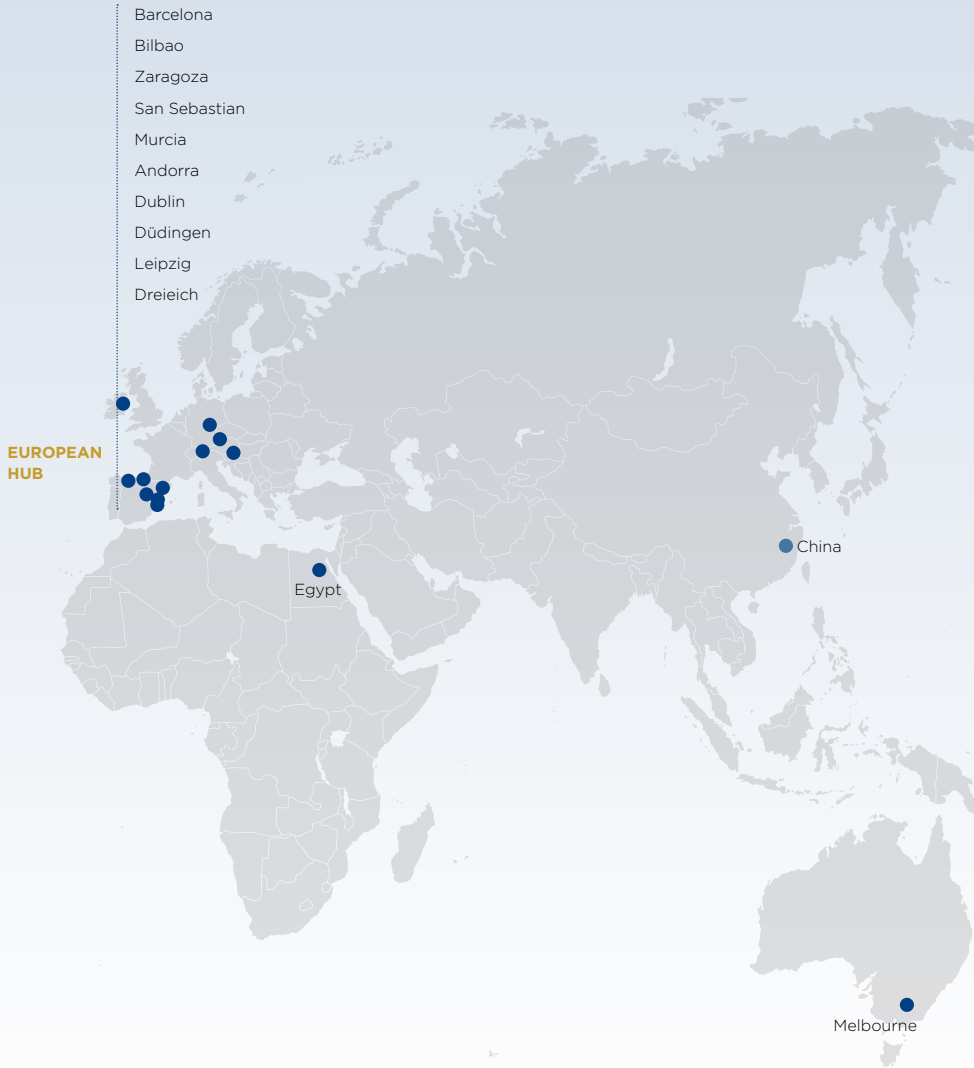 Barcelona
Bilbao
Zaragoza
San Sebastian
Murcia
Andorra
Dublin
Düdingen
Leipzig
Dreieich
EUROPEAN
HUB
China
Egypt
Melbourne